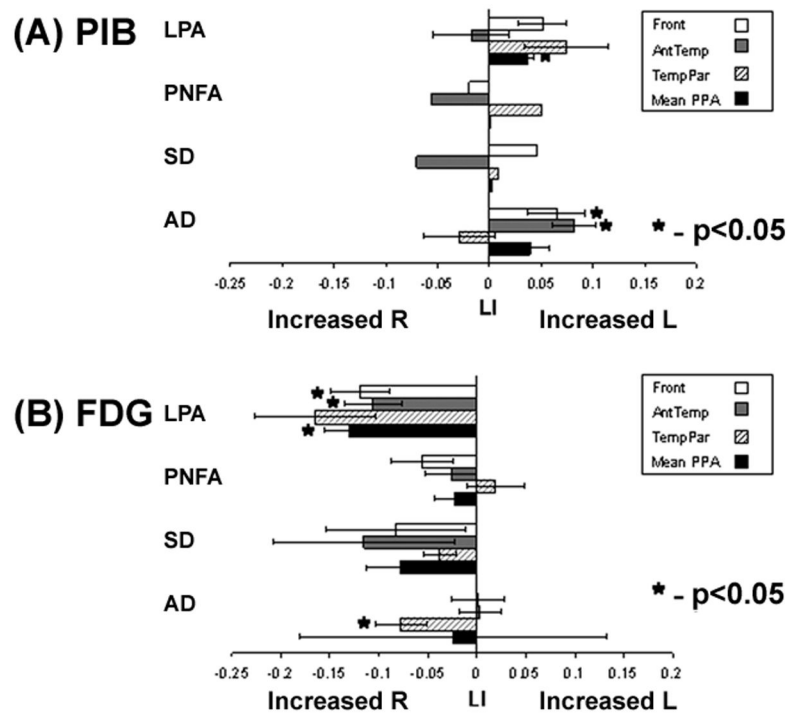 (A) PIB
LPA
PNFA
SD
AD
Front
AntTemp
TempPar
Mean PPA
* - p<0.05
-0.25 -0.2 -0.15 -0.1 -0.05 0 0.05 0.1 0.15 0.2
Increased R LI Increased L
(B) FDG
LPA
PNFA
SD
AD
Front
AntTemp
TempPar
Mean PPA
* - p<0.05
-0.25 -0.2 -0.15 -0.1 -0.05 0 0.05 0.1 0.15 0.2
Increased R LI Increased L